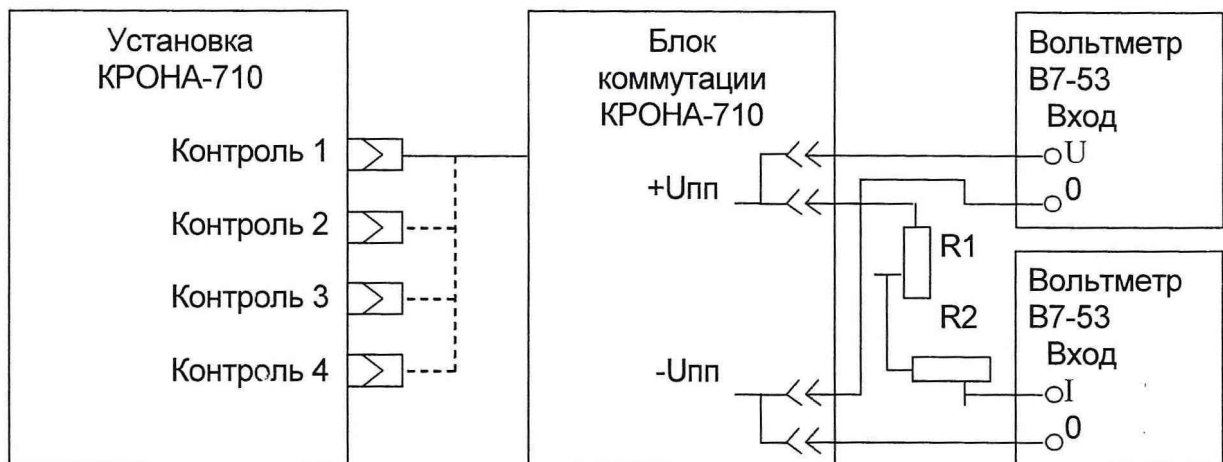 Установка
КРОНА-710
Контроль 1
Контроль 2
Контроль 3
Контроль 4
Блок
коммутации
КРОНА-710
+Uпп
-Uпп
R1
R2
Вольтметр
В7-53
Вход
U
0
Вольтметр
В7-53
Вход
I
0